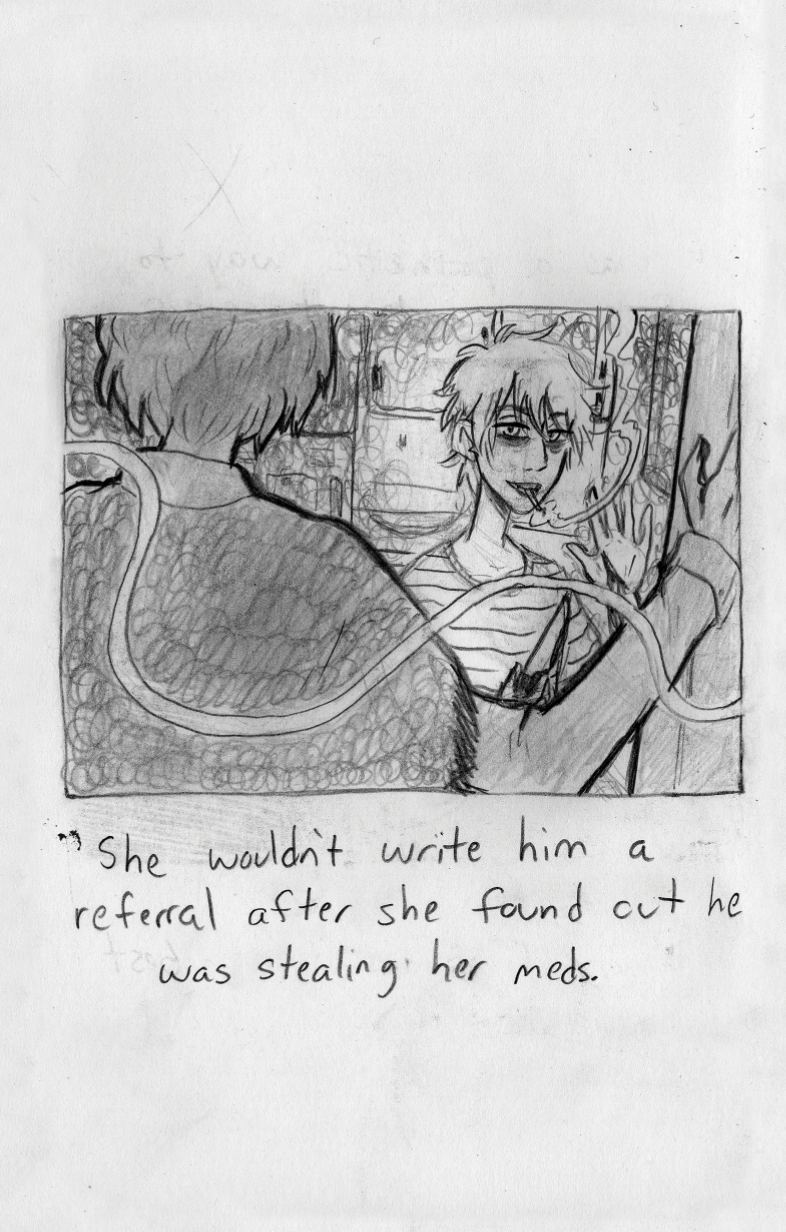 She wouldn't write him a
referral after she found out he
was stealing her meds.